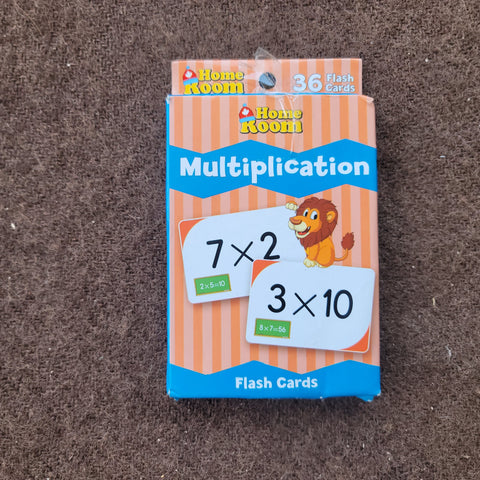 Home
Room
36 Flash
Cards
Home
Room
Multiplication
7×2
2×5=10
3×10
8×7=56
Flash Cards